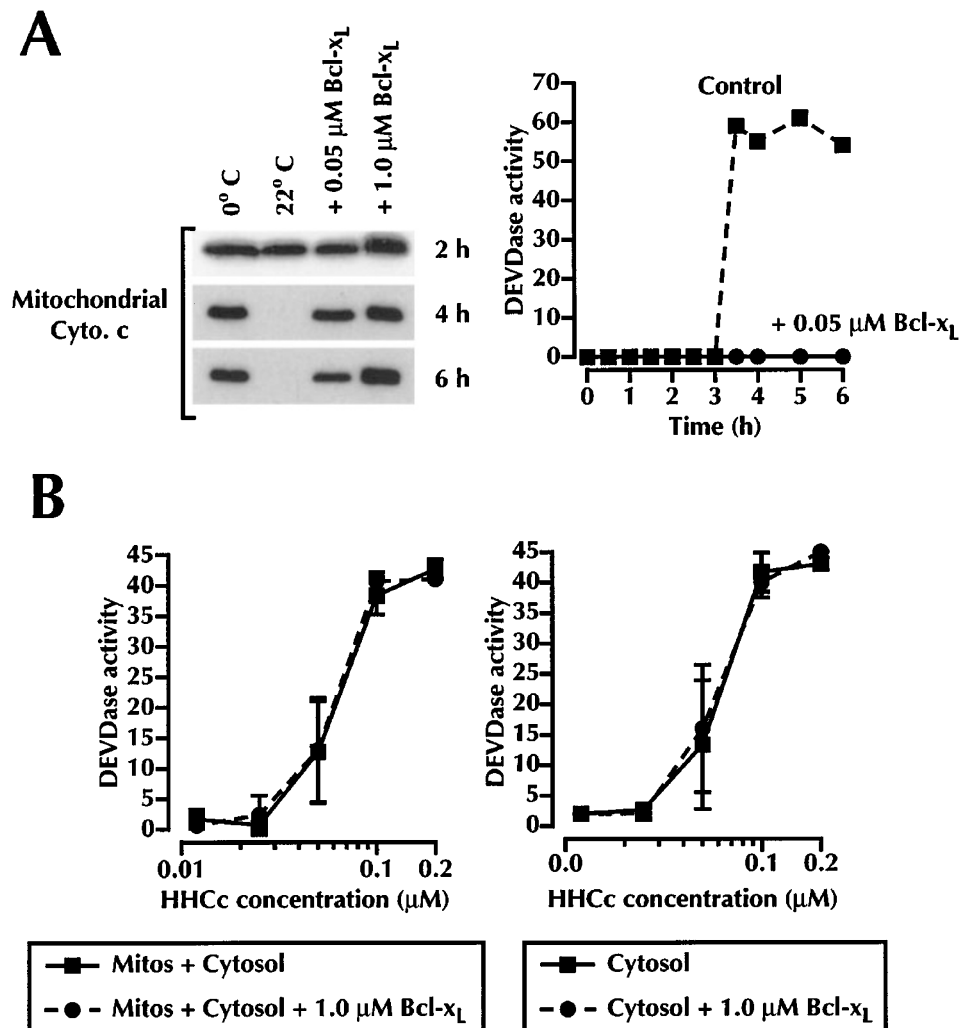 A
0° C
22° C
+ 0.05 µM Bcl-xL
+ 1.0 µM Bcl-xL
Mitochondrial
Cyto. c
2 h
4 h
6 h
DEVDase activity
70
60
50
40
30
20
10
0
Control
+ 0.05 µM Bcl-xL
0 1 2 3 4 5 6
Time (h)
B
DEVDase activity
45
40
35
30
25
20
15
10
5
0
0.01 0.1 0.2
HHCc concentration (µM)
DEVDase activity
45
40
35
30
25
20
15
10
5
0
0.0 0.1 0.2
HHCc concentration (µM)
Mitos + Cytosol
Mitos + Cytosol + 1.0 µM Bcl-xL
Cytosol
Cytosol + 1.0 µM Bcl-xL